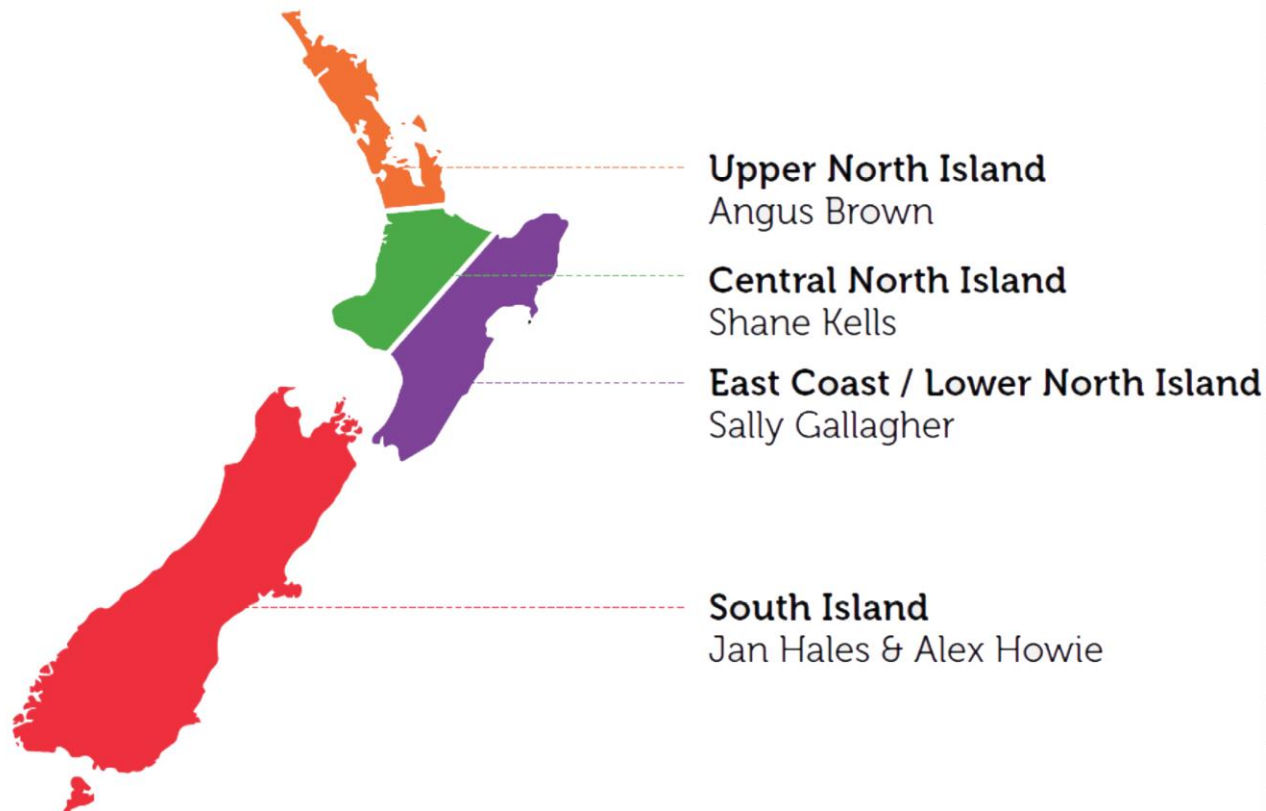 Upper North Island
Angus Brown
Central North Island
Shane Kells
East Coast / Lower North Island
Sally Gallagher
South Island
Jan Hales & Alex Howie